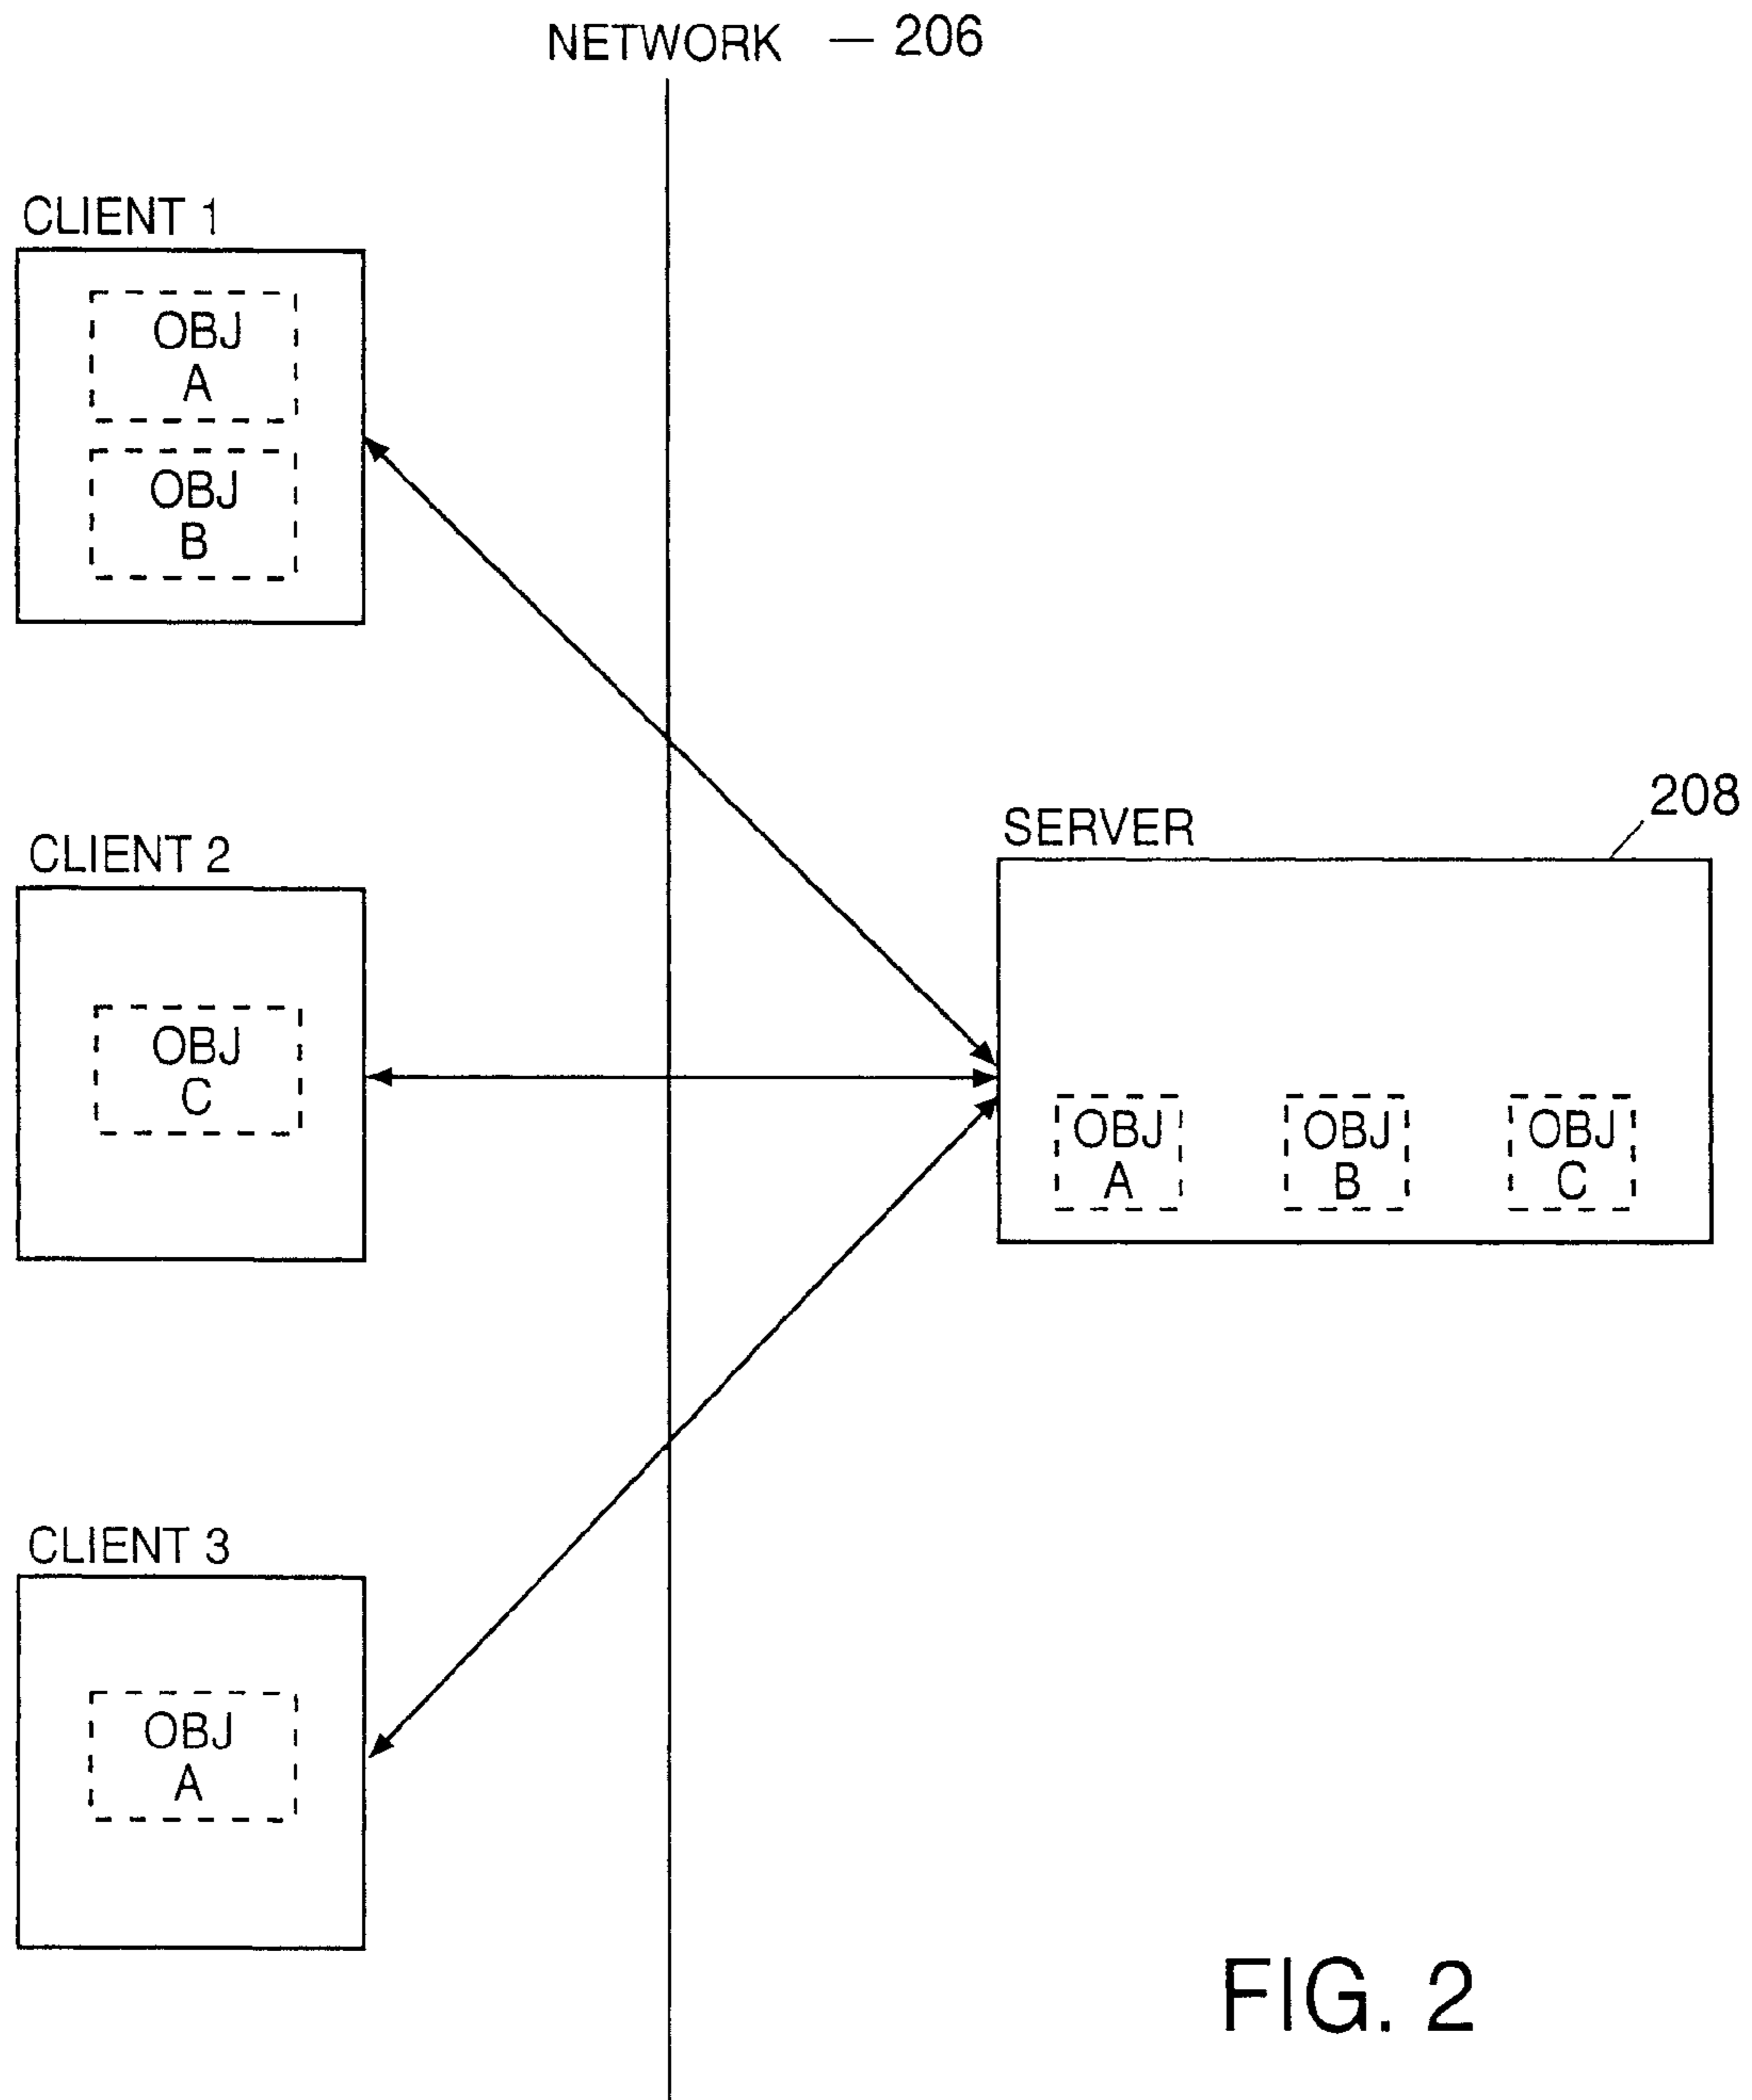 NETWORK — 206
CLIENT 1
OBJ
A
OBJ
B
CLIENT 2
OBJ
C
SERVER
208
OBJ
A
OBJ
B
OBJ
C
CLIENT 3
OBJ
A
FIG. 2